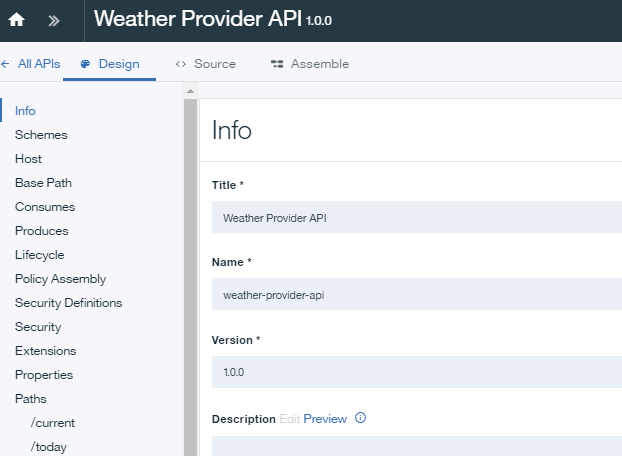 Weather Provider API 1.0.0
All APIs Design Source Assemble
Info
Schemes
Host
Base Path
Consumes
Produces
Lifecycle
Policy Assembly
Security Definitions
Security
Extensions
Properties
Paths
/current
/today
Info
Title *
Weather Provider API
Name *
weather-provider-api
Version *
1.0.0
Description Edit Preview